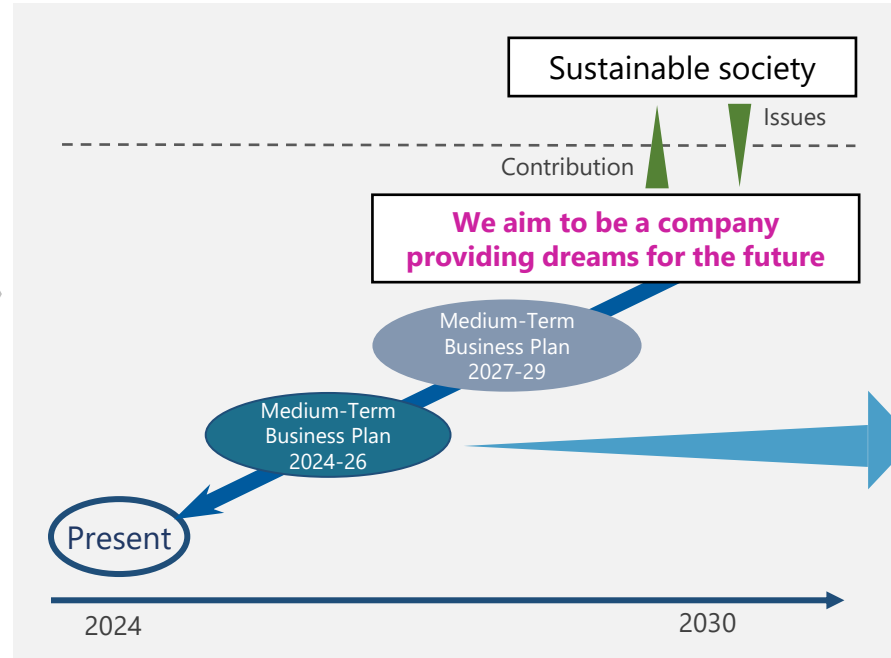 Sustainable society
Issues
Contribution
We aim to be a company
providing dreams for the future
Medium-Term
Business Plan
2027-29
Medium-Term
Business Plan
2024-26
Present
2024
2030